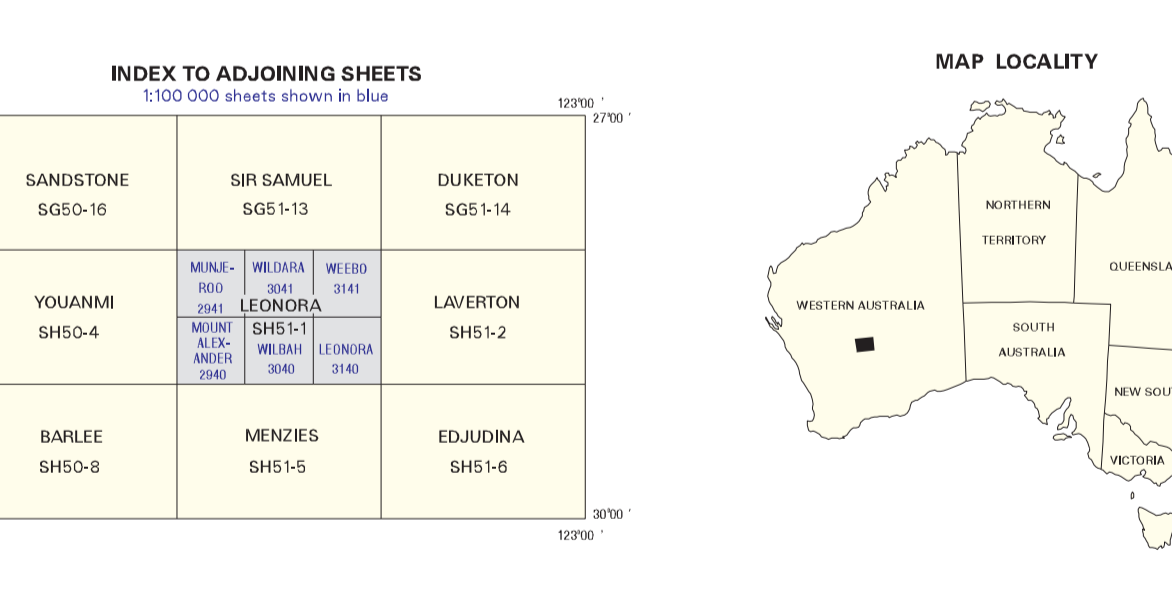 INDEX TO ADJOINING SHEETS
1:100 000 sheets shown in blue
123°00 '
27°00 '
SANDSTONE
SG50-16
SIR SAMUEL
SG51-13
DUKETON
SG51-14
YOUANMI
SH50-4
MUNJE-
ROO
2941
WILDARA
3041
WEEBO
3141
LEONORA
SH51-1
MOUNT
ALEX-
ANDER
2940
WILBAH
3040
LEONORA
3140
LAVERTON
SH51-2
BARLEE
SH50-8
MENZIES
SH51-5
EDJUDINA
SH51-6
30°00 '
123°00 '
MAP LOCALITY
NORTHERN
TERRITORY
QUEENSLA
WESTERN AUSTRALIA
SOUTH
AUSTRALIA
NEW SOU
VICTORIA